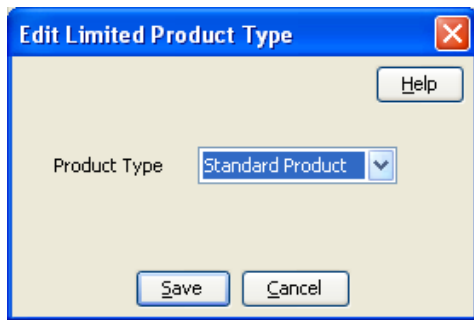 Edit Limited Product Type
Help
Product Type Standard Product
Save Cancel